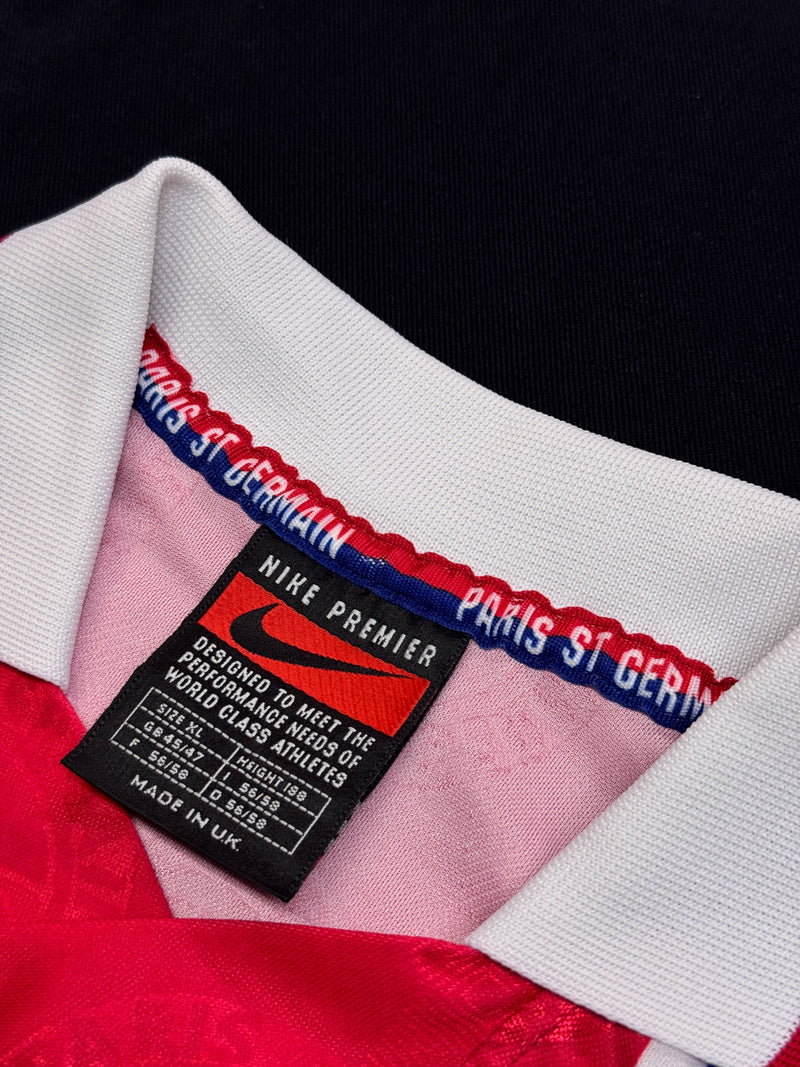 PARIS ST GERMAIN
PARIS ST GERM
NIKE PREMIER
DESIGNED TO MEET THE
PERFORMANCE NEEDS OF
WORLD CLASS ATHLETES
SIZE XL HEIGHT 188
GB 45/47 I 56/58
F 56/58 D 56/58
MADE IN U.K.